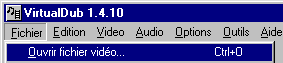 VirtualDub 1.4.10
Fichier Edition Video Audio Options Outils Aide
Ouvrir fichier vidéo... Ctrl+O